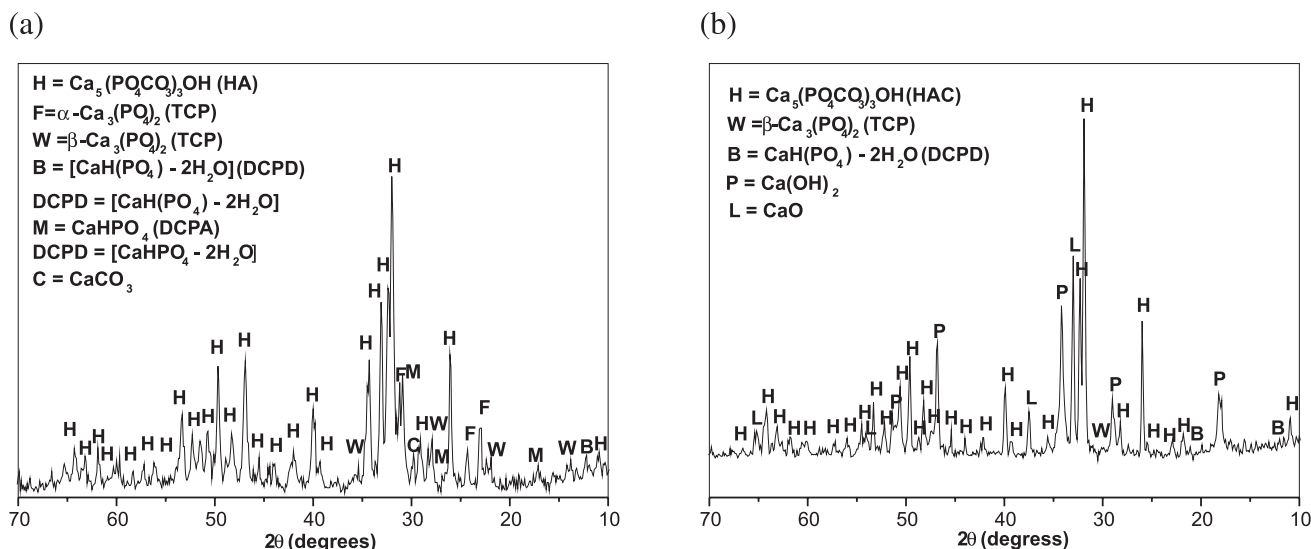 (a)
H = Ca5(PO4CO3)3OH (HA)
F=α-Ca3(PO4)2 (TCP)
W =β-Ca3(PO4)2 (TCP)
B = [CaH(PO4) - 2H2O] (DCPD)
DCPD = [CaH(PO4) - 2H2O]
M = CaHPO4 (DCPA)
DCPD = [CaHPO4 - 2H2O]
C = CaCO3
H H H H H H H H H H H H H H H H H H H H H H F M W C H W M H F F W M W B H
70 60 50 40 30 20 10
2θ (degrees)
(b)
H = Ca5(PO4CO3)3OH(HAC)
W =β-Ca3(PO4)2 (TCP)
B = CaH(PO4) - 2H2O (DCPD)
P = Ca(OH)2
L = CaO
H L H H H H H H H H L H H P H H H H H P H H H H L H P L H H W P H H H H H B P B H
70 60 50 40 30 20 10
2θ (degress)